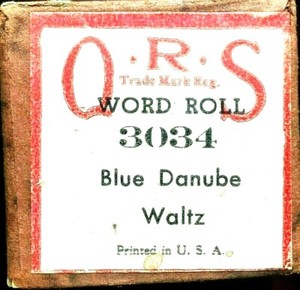 Q·R·S
Trade Mark Reg.
WORD ROLL
3034
Blue Danube
Waltz
Printed in U. S. A.